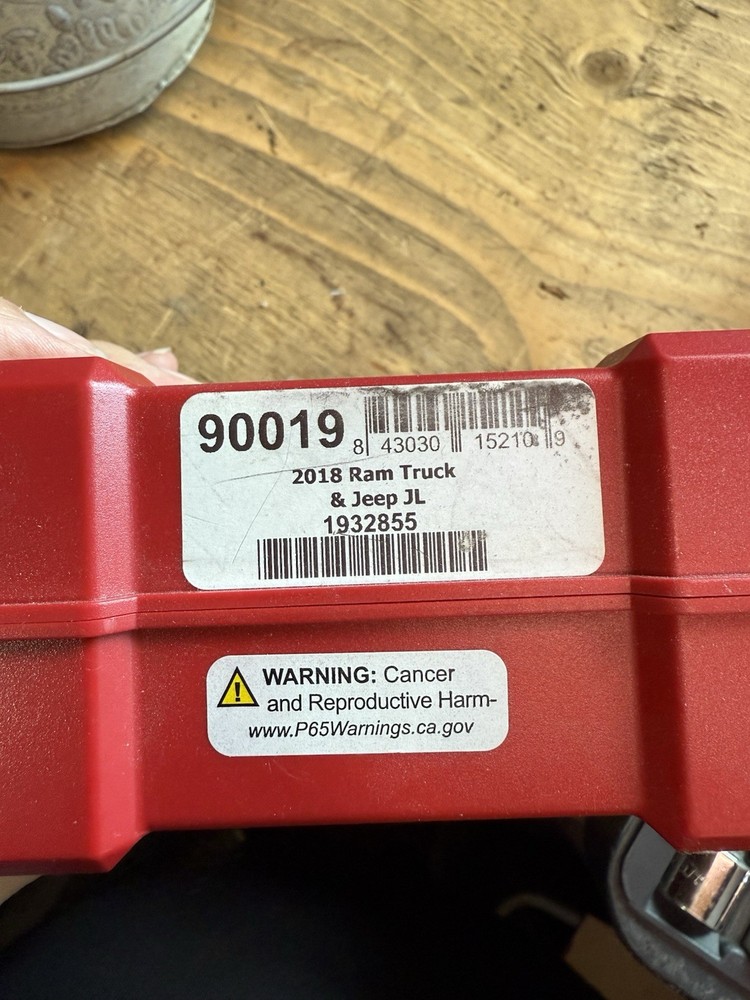 90019
8 43030 15210 9
2018 Ram Truck
& Jeep JL
1932855
WARNING: Cancer
and Reproductive Harm-
www.P65Warnings.ca.gov